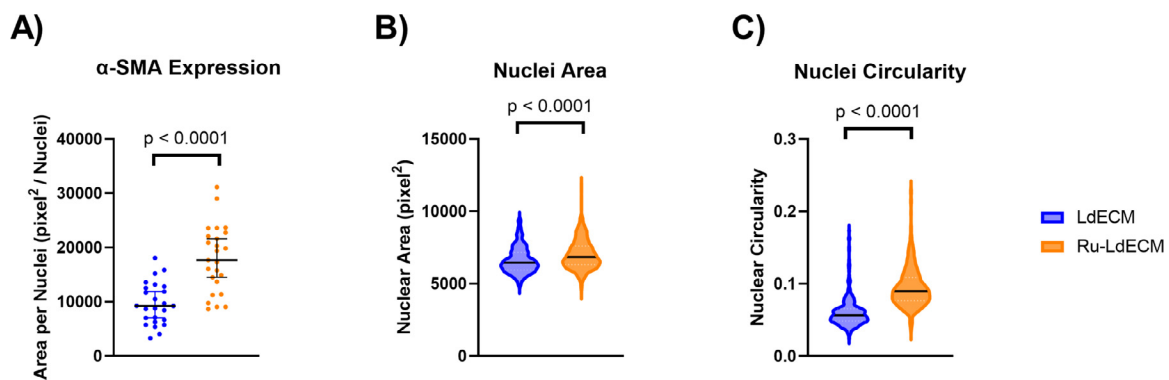 A)
α-SMA Expression
p < 0.0001
Area per Nuclei (pixel² / Nuclei)
40000
30000
20000
10000
0
B)
Nuclei Area
p < 0.0001
Nuclear Area (pixel²)
15000
10000
5000
0
C)
Nuclei Circularity
p < 0.0001
Nuclear Circularity
0.3
0.2
0.1
0.0
LdECM
Ru-LdECM